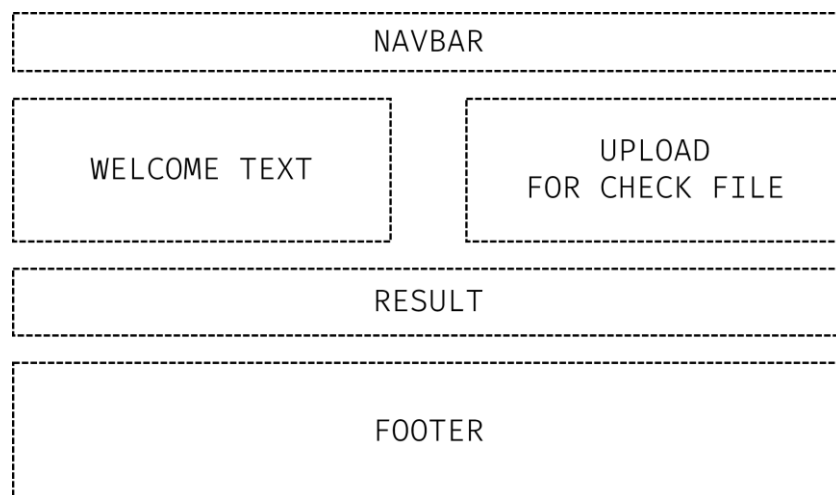 NAVBAR
WELCOME TEXT
UPLOAD
FOR CHECK FILE
RESULT
FOOTER